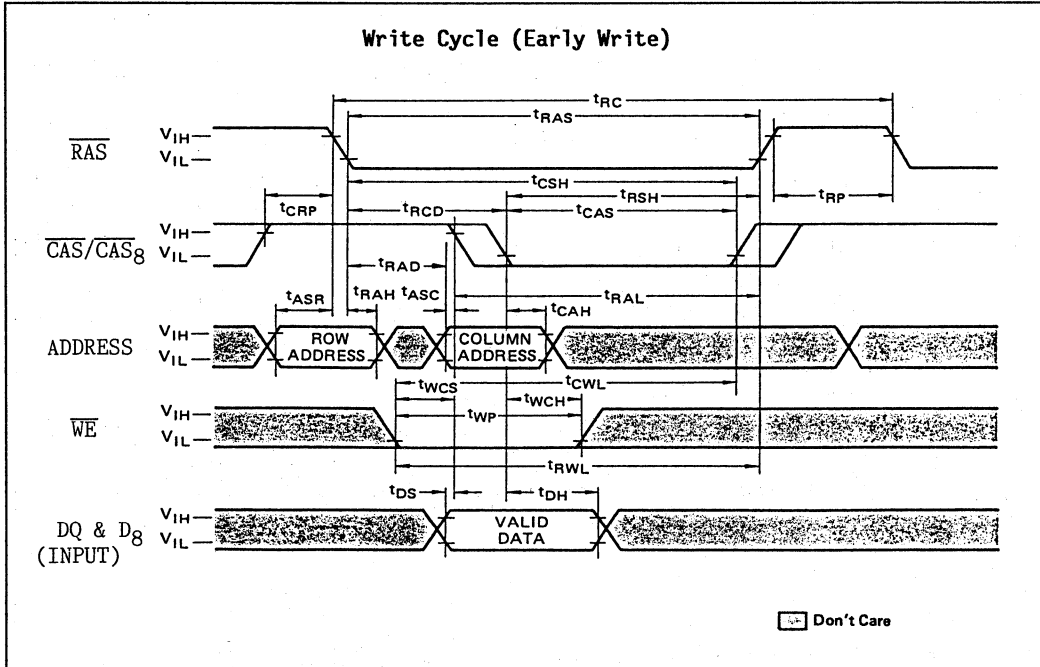 Write Cycle (Early Write)
tRC
tRAS
RAS
VIH
VIL
tCSH
tRSH
tRP
tCRP
tRCD
tCAS
CAS/CAS8
VIH
VIL
tRAD
tASR
tRAH
tASC
tRAL
tCAH
ADDRESS
VIH
VIL
ROW
ADDRESS
COLUMN
ADDRESS
tWCS
tCWL
tWCH
tWP
WE
VIH
VIL
tRWL
tDS
tDH
DQ & D8
(INPUT)
VIH
VIL
VALID
DATA
Don't Care